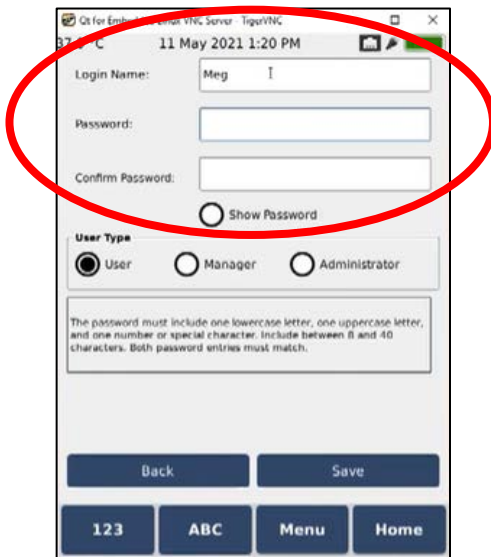 Qt for Embedded Linux VNC Server - TigerVNC
11 May 2021 1:20 PM
Login Name: Meg
Password:
Confirm Password:
Show Password
User Type
User Manager Administrator
The password must include one lowercase letter, one uppercase letter,
and one number or special character. Include between 8 and 40
characters. Both password entries must match.
Back Save
123 ABC Menu Home